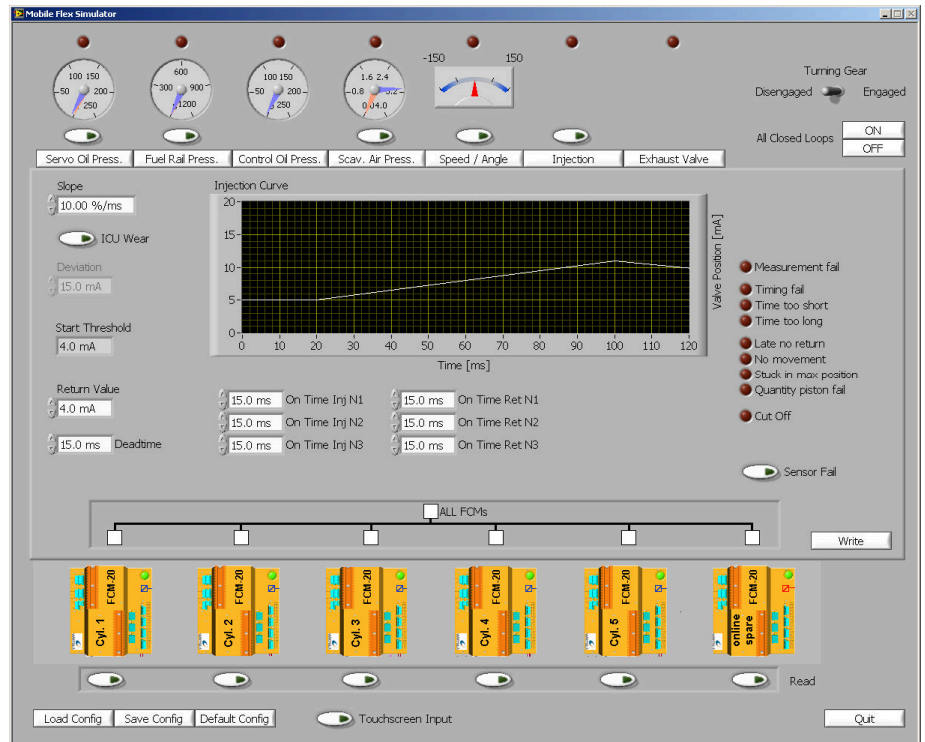 Mobile Flex Simulator
-150 150
100 150
50 200
250
600
300 900
1200
100 150
50 200
250
1.6 2.4
0.8 3.2
0 4.0
Turning Gear
Disengaged Engaged
All Closed Loops ON
OFF
Servo Oil Press. Fuel Rail Press. Control Oil Press. Scav. Air Press. Speed / Angle Injection Exhaust Valve
Slope
10.00 %/ms
ICU Wear
Deviation
15.0 mA
Start Threshold
4.0 mA
Return Value
4.0 mA
15.0 ms Deadtime
Injection Curve
20
15
10
5
0
0 10 20 30 40 50 60 70 80 90 100 110 120
Time [ms]
Valve Position [mA]
15.0 ms On Time Inj N1 15.0 ms On Time Ret N1
15.0 ms On Time Inj N2 15.0 ms On Time Ret N2
15.0 ms On Time Inj N3 15.0 ms On Time Ret N3
Measurement fail
Timing fail
Time too short
Time too long
Late no return
No movement
Stuck in max position
Quantity piston fail
Cut Off
Sensor Fail
ALL FCMs
Write
Cyl. 1 FCM-20
Cyl. 2 FCM-20
Cyl. 3 FCM-20
Cyl. 4 FCM-20
Cyl. 5 FCM-20
online spare FCM-20
Read
Load Config Save Config Default Config Touchscreen Input Quit